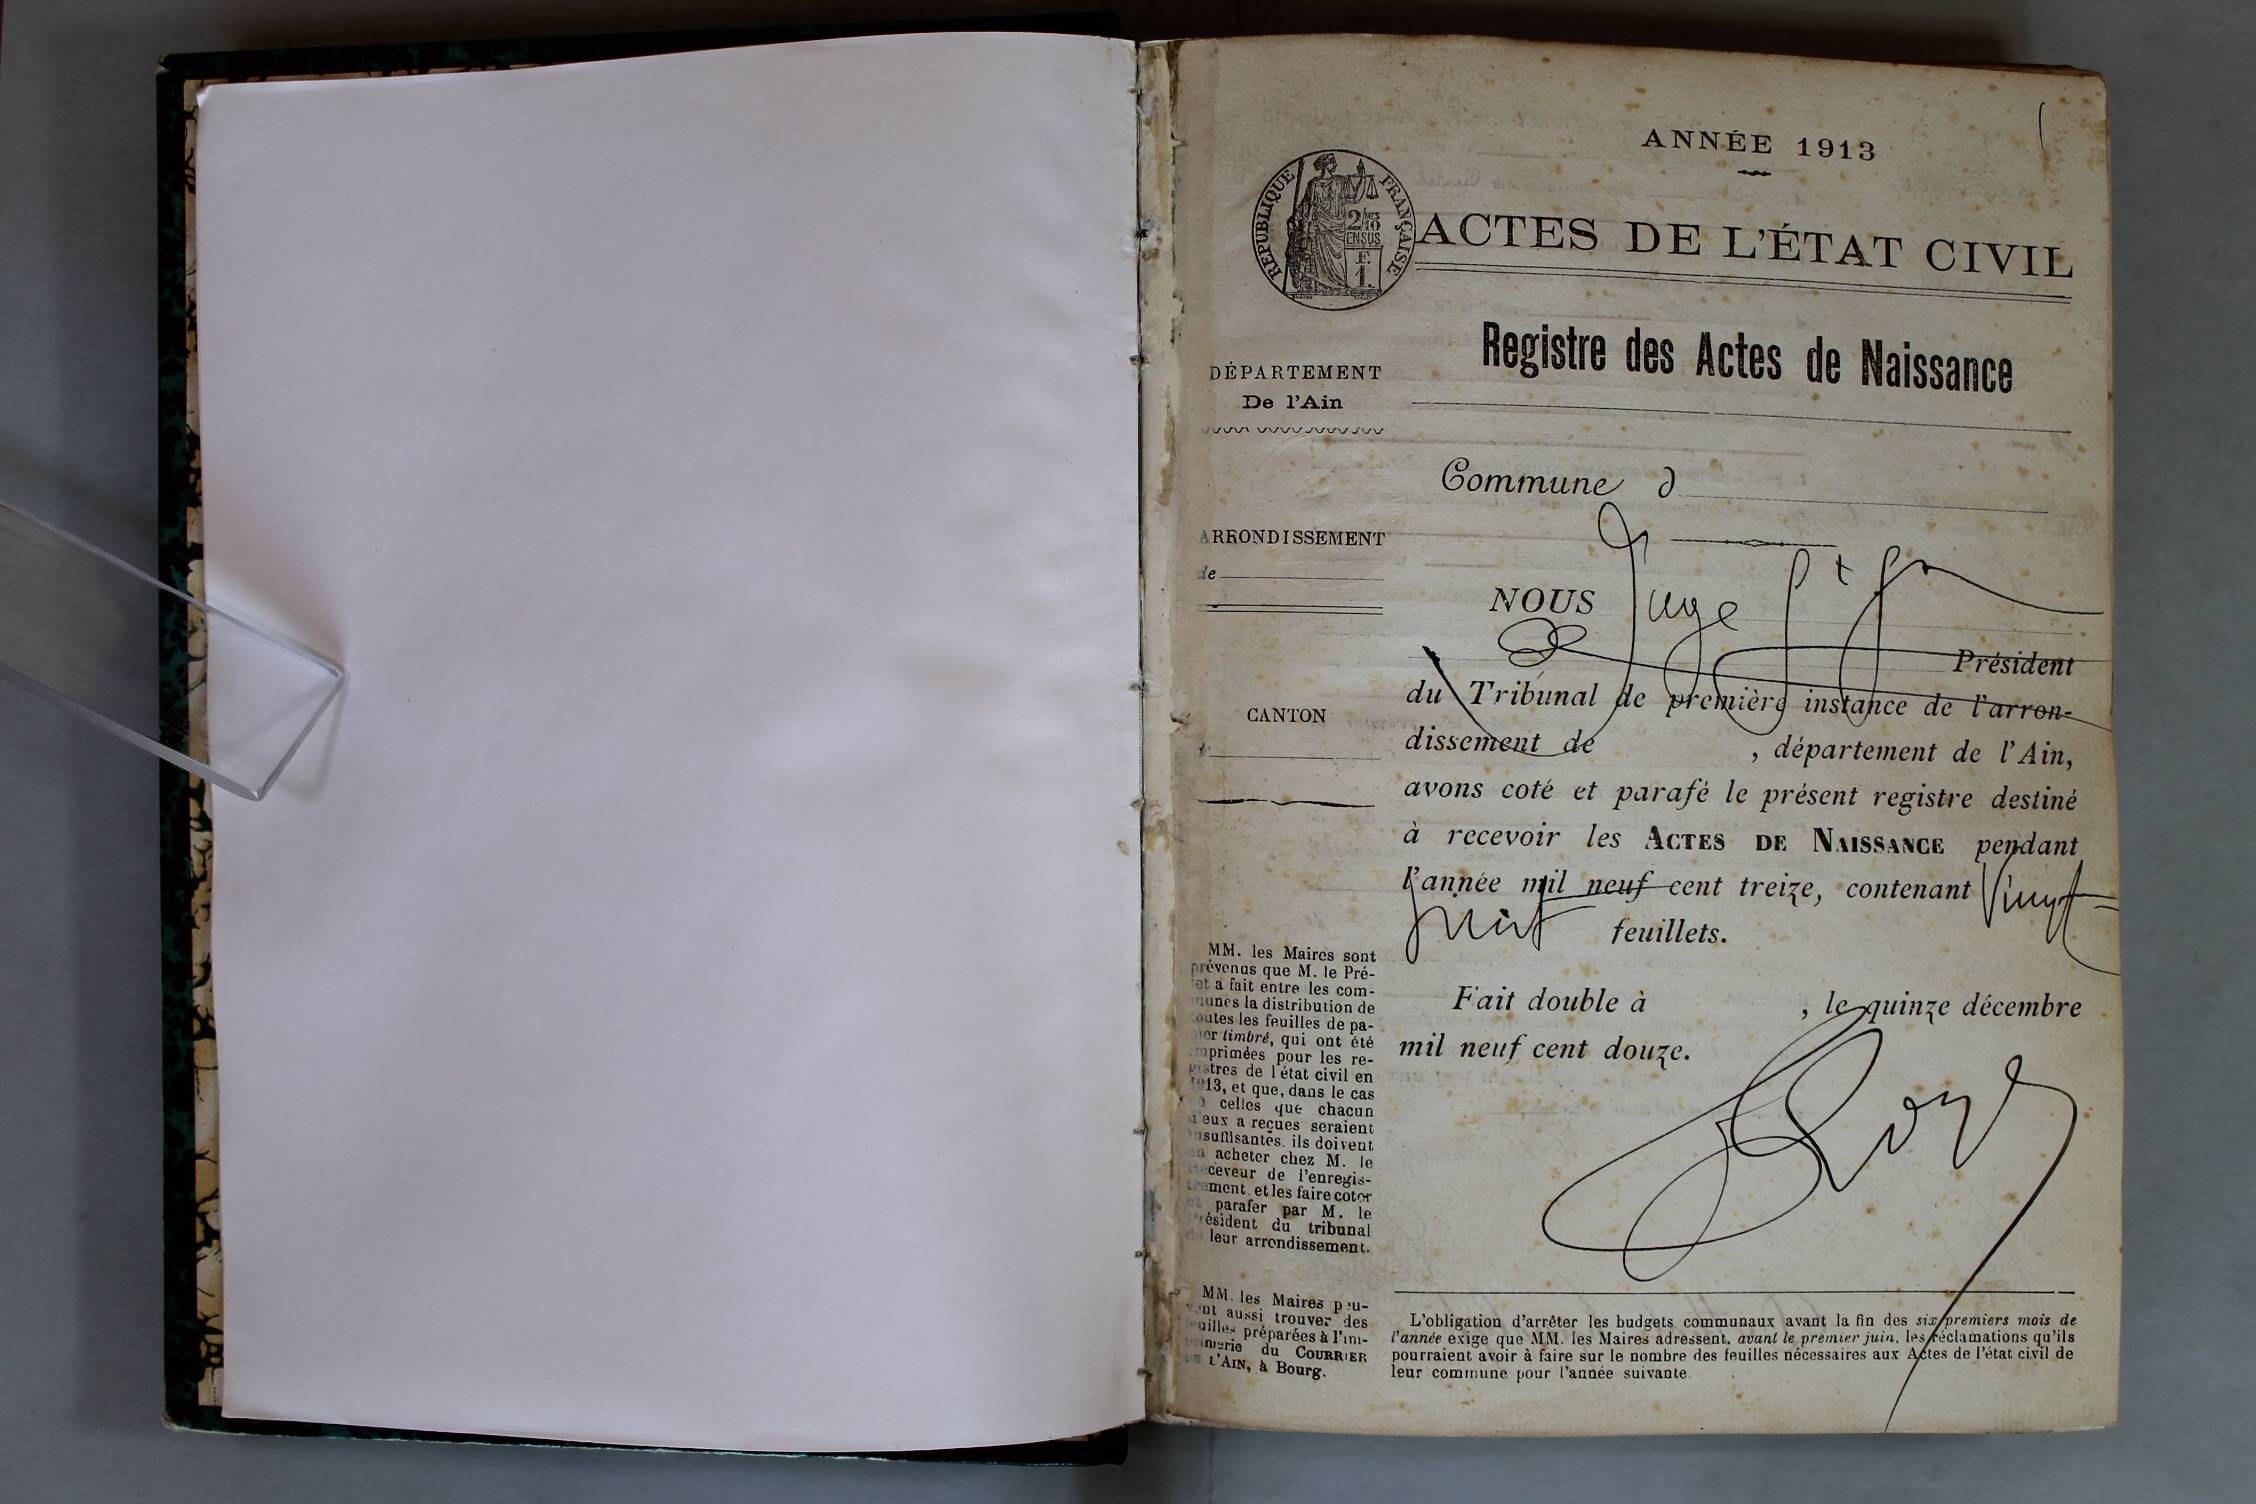 ANNÉE 1913
RÉPUBLIQUE FRANÇAISE
2/10
EN SUS
F.
1.
ACTES DE L'ÉTAT CIVIL
Registre des Actes de Naissance
DÉPARTEMENT
De l'Ain
Commune d
ARRONDISSEMENT
de
NOUS Juge
Président
du Tribunal de première instance de l'arron-
dissement de , département de l'Ain,
avons coté et parafé le présent registre destiné
à recevoir les ACTES DE NAISSANCE pendant
l'année mil neuf cent treize, contenant Vingt
huit feuillets.
Fait double à , le quinze décembre
mil neuf cent douze.
CANTON
MM. les Maires sont
prévenus que M. le Pré-
fet a fait entre les com-
munes la distribution de
toutes les feuilles de pa-
pier timbré, qui ont été
imprimées pour les re-
gistres de l'état civil en
1913, et que, dans le cas
celles que chacun
d'eux a reçues seraient
insuffisantes, ils doivent
en acheter chez M. le
Receveur de l'enregis-
trement, et les faire coter
et parafer par M. le
Président du tribunal
de leur arrondissement.
MM. les Maires peu-
vent aussi trouver des
feuilles préparées à l'im-
primerie du COURRIER
DE L'AIN, à Bourg.
L'obligation d'arrêter les budgets communaux avant la fin des six premiers mois de
l'année exige que MM. les Maires adressent, avant le premier juin, les réclamations qu'ils
pourraient avoir à faire sur le nombre des feuilles nécessaires aux Actes de l'état civil de
leur commune pour l'année suivante.